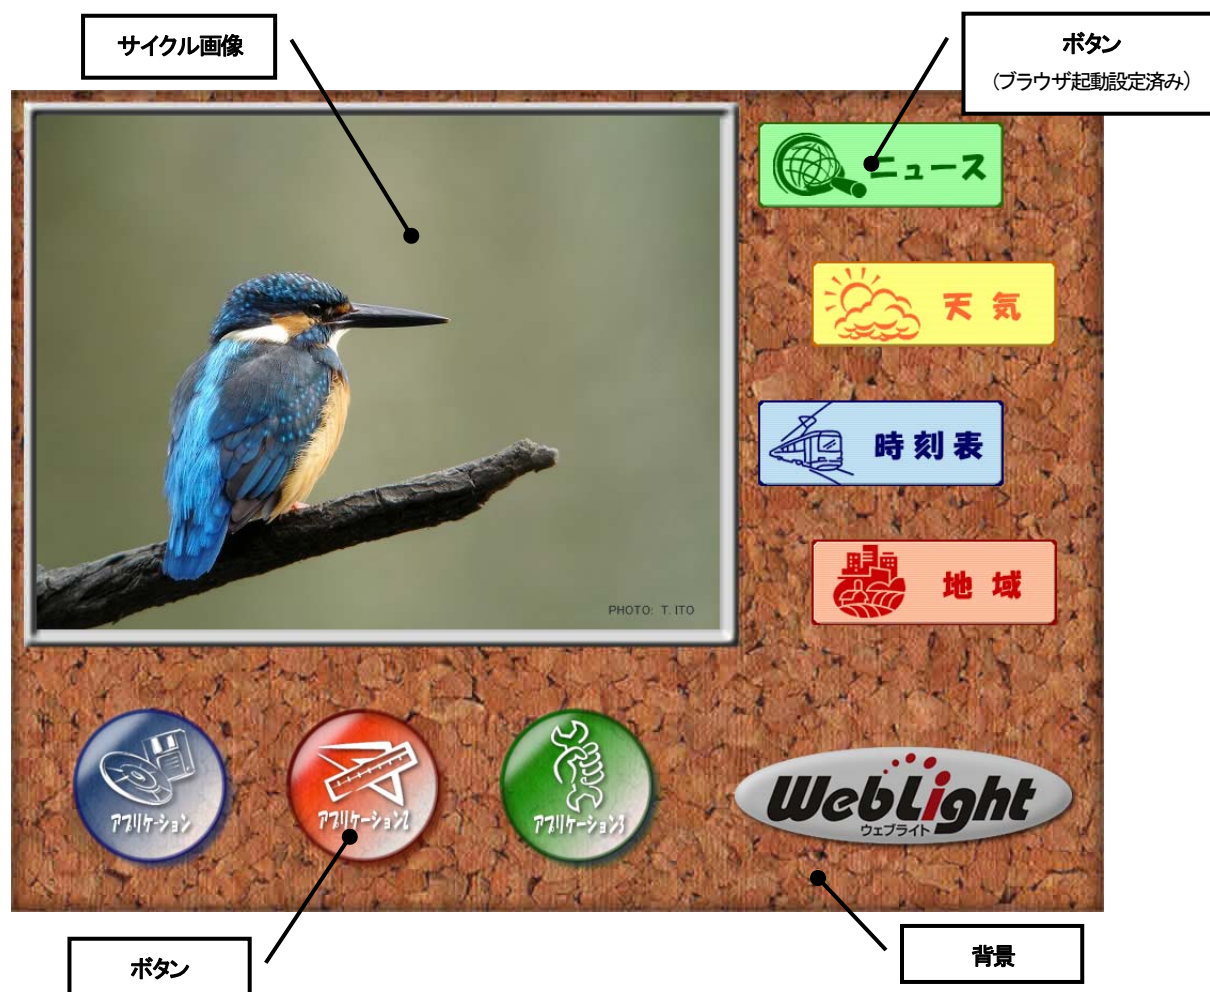 サイクル画像
ボタン
（ブラウザ起動設定済み）
ニュース
天気
時刻表
地域
PHOTO: T. ITO
アプリケーション
アプリケーション2
アプリケーション3
WebLight
ウェブライト
ボタン
背景